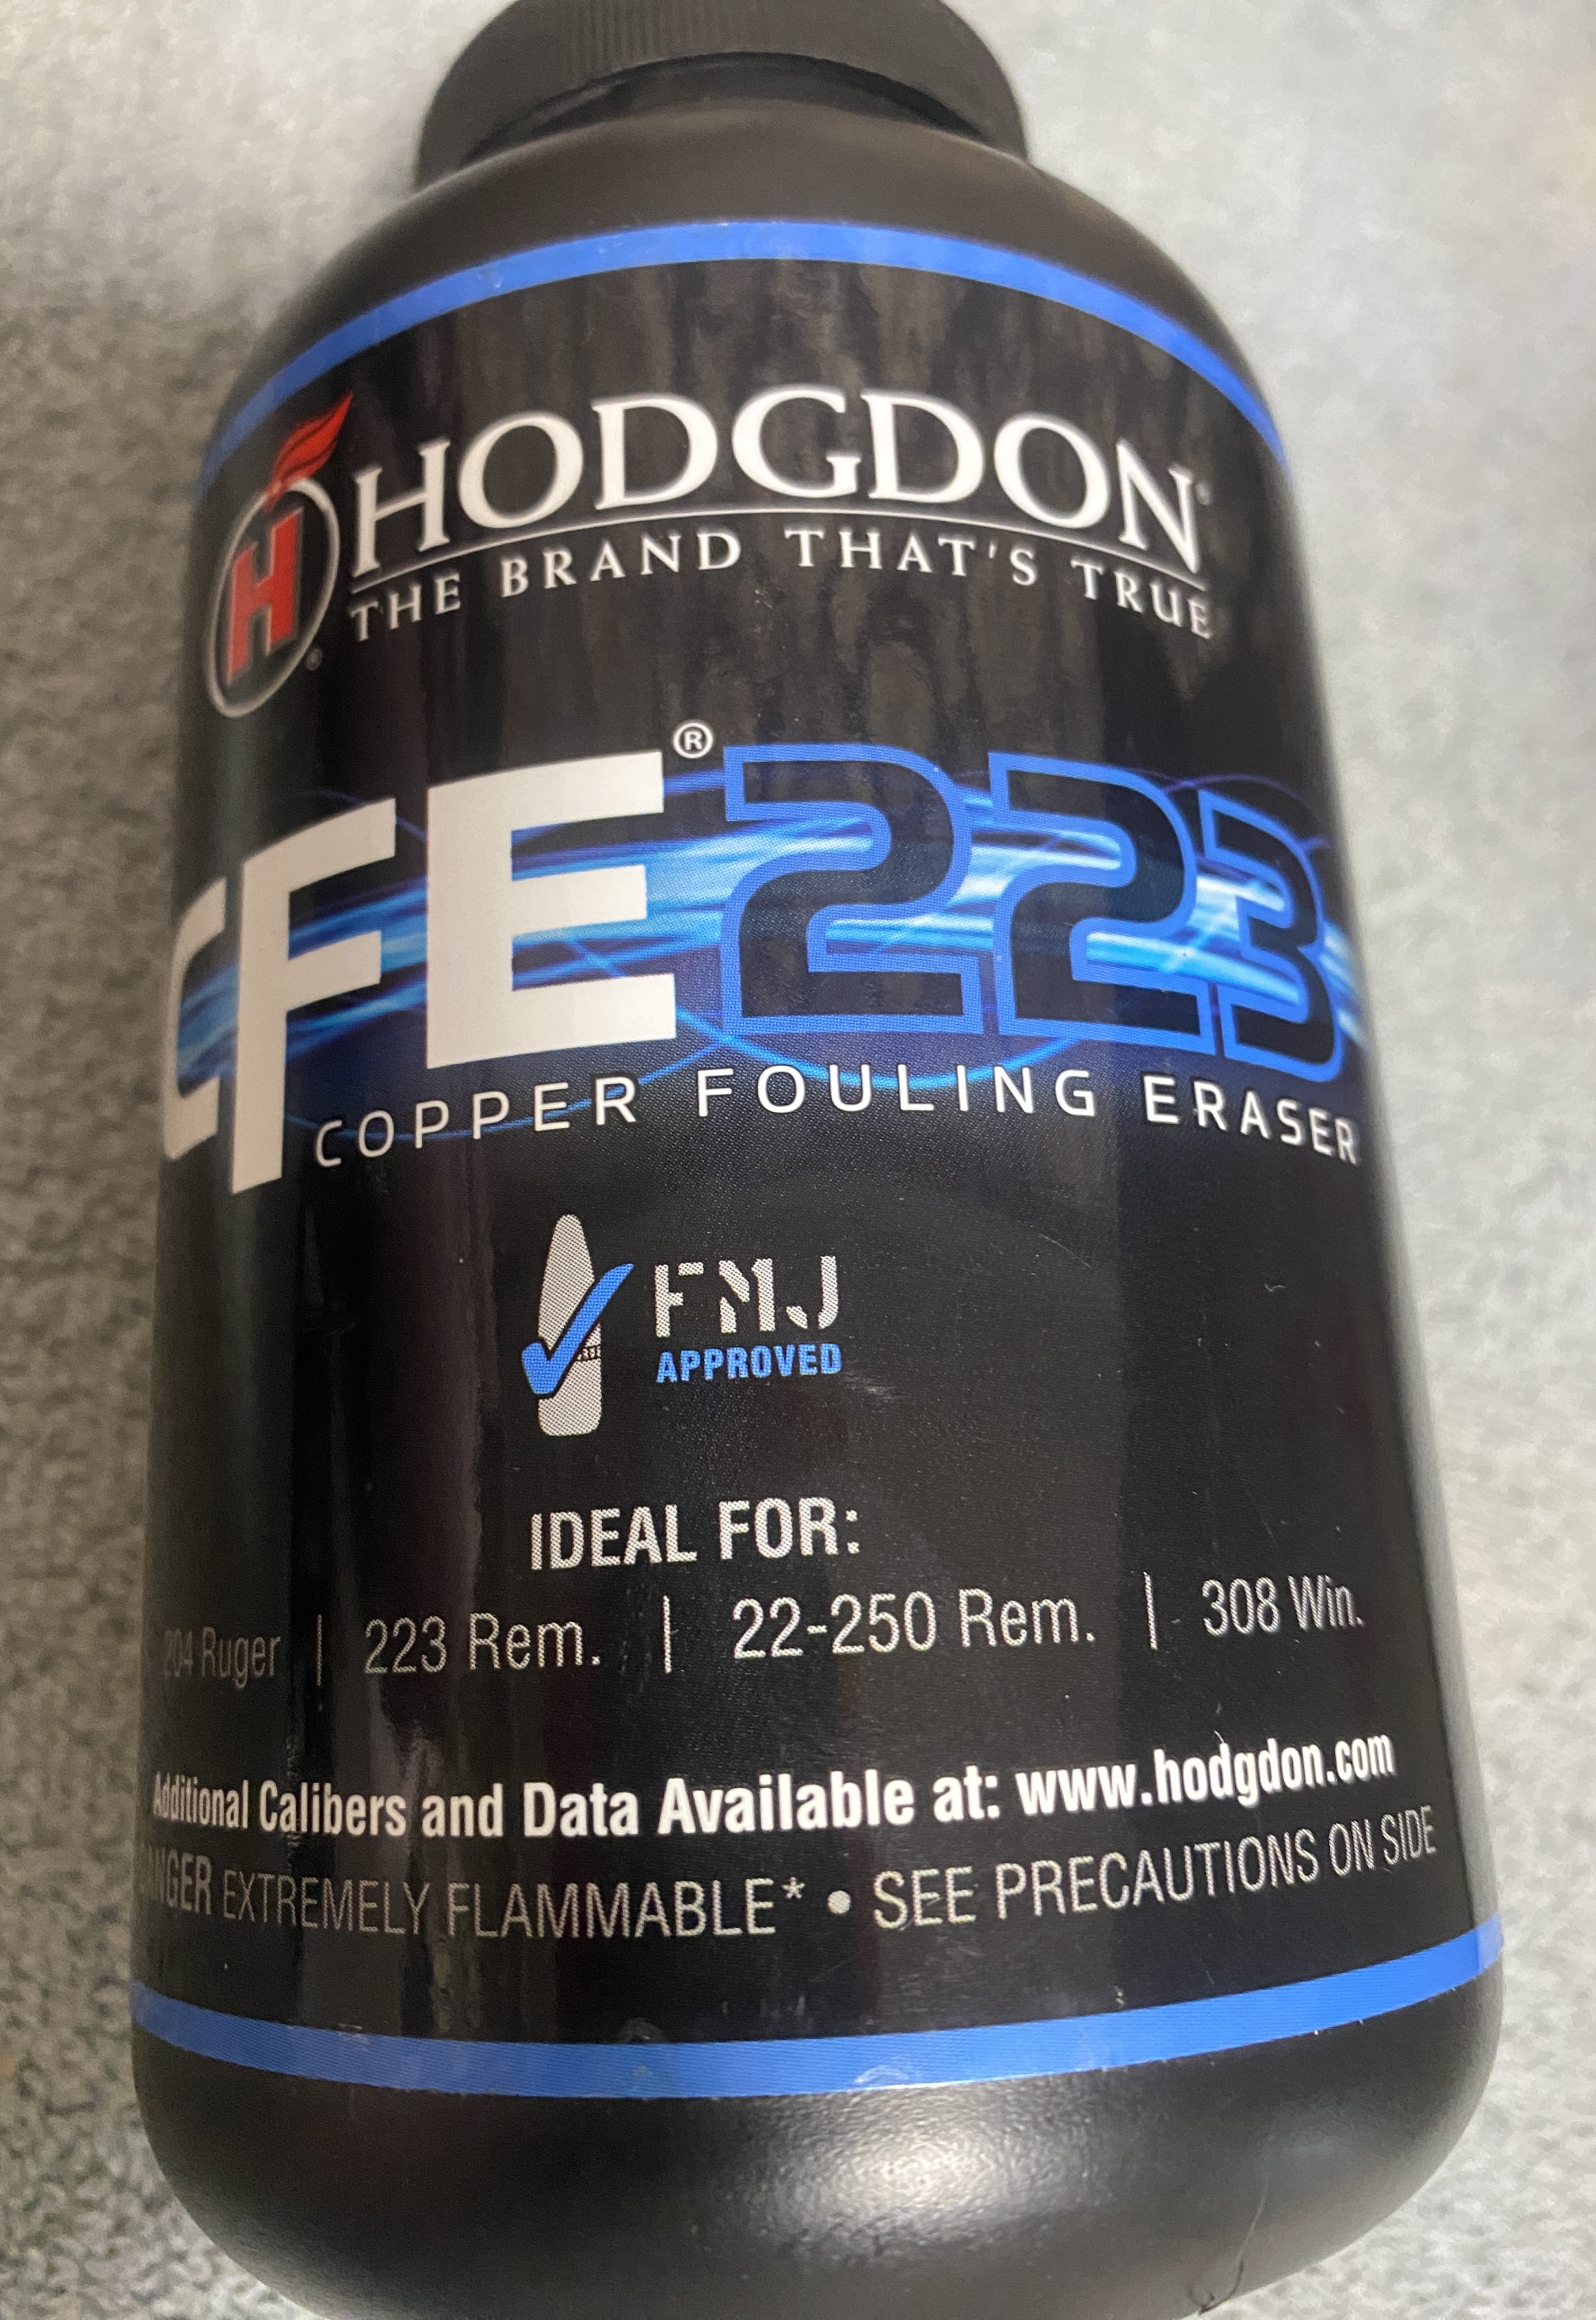 H
®
HODGDON®
THE BRAND THAT'S TRUE
CFE®223
COPPER FOULING ERASER
FMJ
APPROVED
IDEAL FOR:
204 Ruger | 223 Rem. | 22-250 Rem. | 308 Win.
Additional Calibers and Data Available at: www.hodgdon.com
DANGER EXTREMELY FLAMMABLE* • SEE PRECAUTIONS ON SIDE